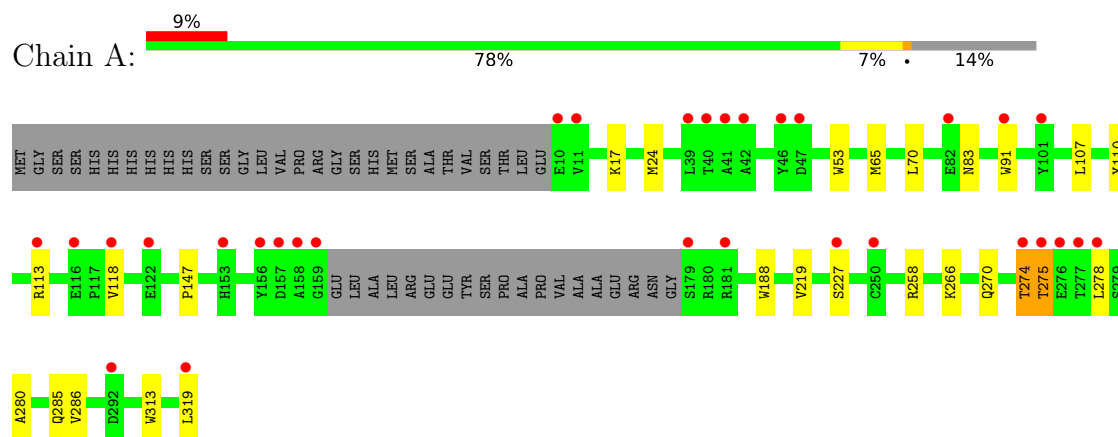 9%
Chain A:
78% 7% • 14%
MET GLY SER SER HIS HIS HIS HIS HIS HIS HIS HIS SER SER GLY LEU VAL PRO ARG GLY SER HIS MET SER ALA THR VAL SER THR LEU GLU E10 V11 K17 M24 L39 T40 A41 A42 Y46 D47 W53 M65 L70 E82 N83 W91 Y101 L107
R113 E116 P117 V118 E122 P147 H153 Y156 D157 A158 G159 GLU LEU ALA LEU ARG GLU GLU TYR SER PRO ALA PRO VAL ALA ALA GLU ARG ASN GLY S179 R180 R181 W188 V219 S227 C250 R258 K266 Q270 T274 T275 E276 T277 L278
A280 Q285 V286 D292 W313 L319